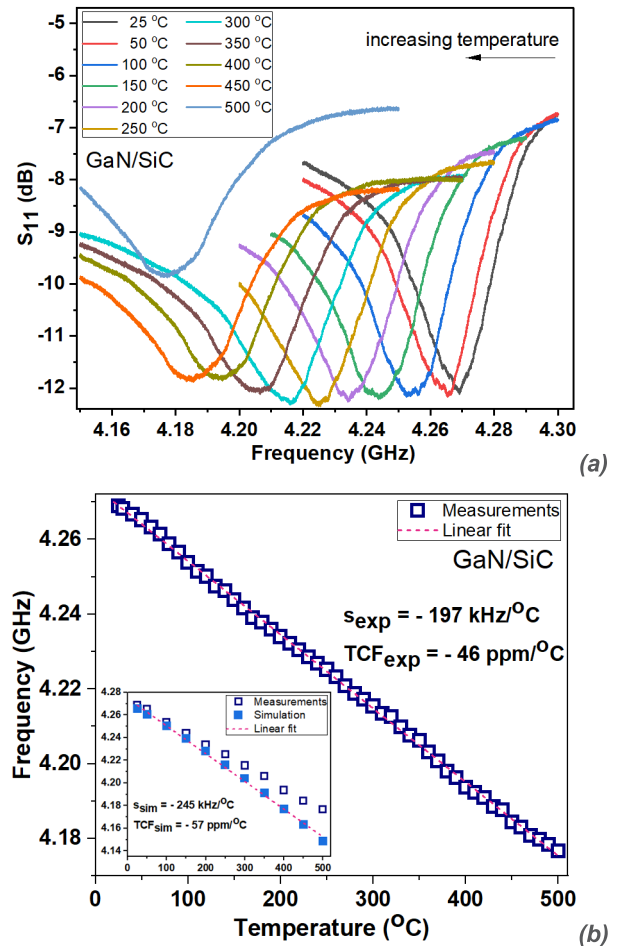 -5
-6
-7
-8
-9
-10
-11
-12
S11 (dB)
25 °C
50 °C
100 °C
150 °C
200 °C
250 °C
300 °C
350 °C
400 °C
450 °C
500 °C
increasing temperature
GaN/SiC
4.16 4.18 4.20 4.22 4.24 4.26 4.28 4.30
Frequency (GHz)
(a)
4.26
4.24
4.22
4.20
4.18
Frequency (GHz)
Measurements
Linear fit
GaN/SiC
sexp = - 197 kHz/°C
TCFexp = - 46 ppm/°C
4.28
4.26
4.24
4.22
4.20
4.18
4.16
4.14
Measurements
Simulation
Linear fit
ssim = - 245 kHz/°C
TCFsim = - 57 ppm/°C
0 100 200 300 400 500
0 100 200 300 400 500
Temperature (°C)
(b)